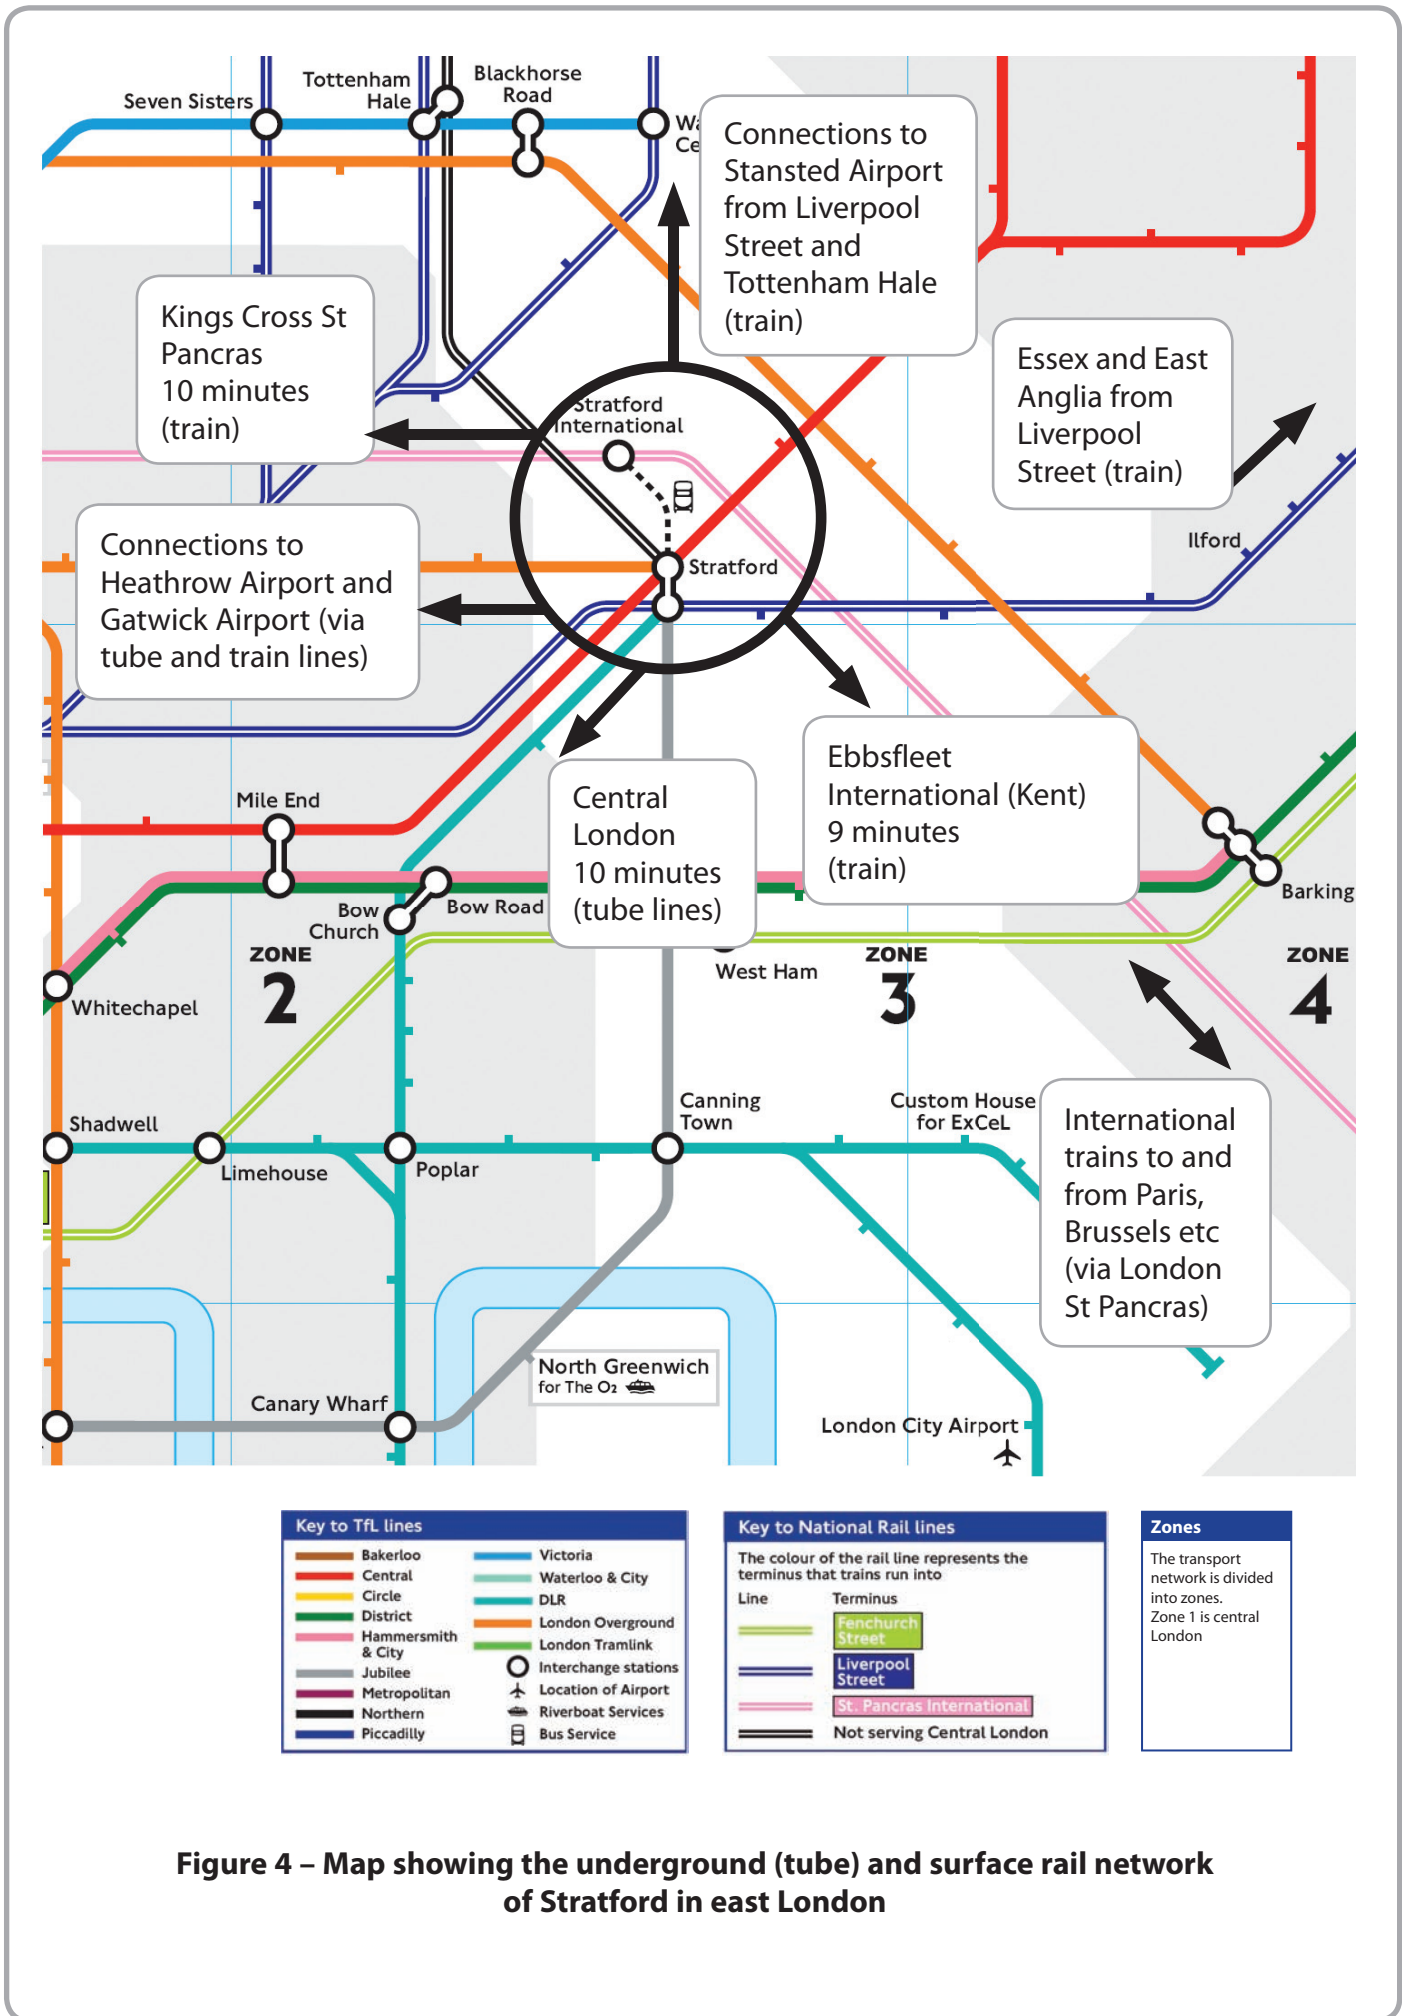 Seven Sisters
Tottenham
Hale
Blackhorse
Road
Connections to
Stansted Airport
from Liverpool
Street and
Tottenham Hale
(train)
Kings Cross St
Pancras
10 minutes
(train)
Essex and East
Anglia from
Liverpool
Street (train)
Stratford
International
Connections to
Heathrow Airport and
Gatwick Airport (via
tube and train lines)
Ilford
Stratford
Ebbsfleet
International (Kent)
9 minutes
(train)
Central
London
10 minutes
(tube lines)
Mile End
Bow
Church
Bow Road
Barking
West Ham
ZONE
2
ZONE
3
ZONE
4
Whitechapel
International
trains to and
from Paris,
Brussels etc
(via London
St Pancras)
Shadwell
Limehouse
Poplar
Canning
Town
Custom House
for ExCeL
North Greenwich
for The O2
Canary Wharf
London City Airport
Key to TfL lines
Bakerloo
Central
Circle
District
Hammersmith
& City
Jubilee
Metropolitan
Northern
Piccadilly
Victoria
Waterloo & City
DLR
London Overground
London Tramlink
Interchange stations
Location of Airport
Riverboat Services
Bus Service
Key to National Rail lines
The colour of the rail line represents the
terminus that trains run into
Line Terminus
Fenchurch
Street
Liverpool
Street
St. Pancras International
Not serving Central London
Zones
The transport
network is divided
into zones.
Zone 1 is central
London
Figure 4 – Map showing the underground (tube) and surface rail network
of Stratford in east London